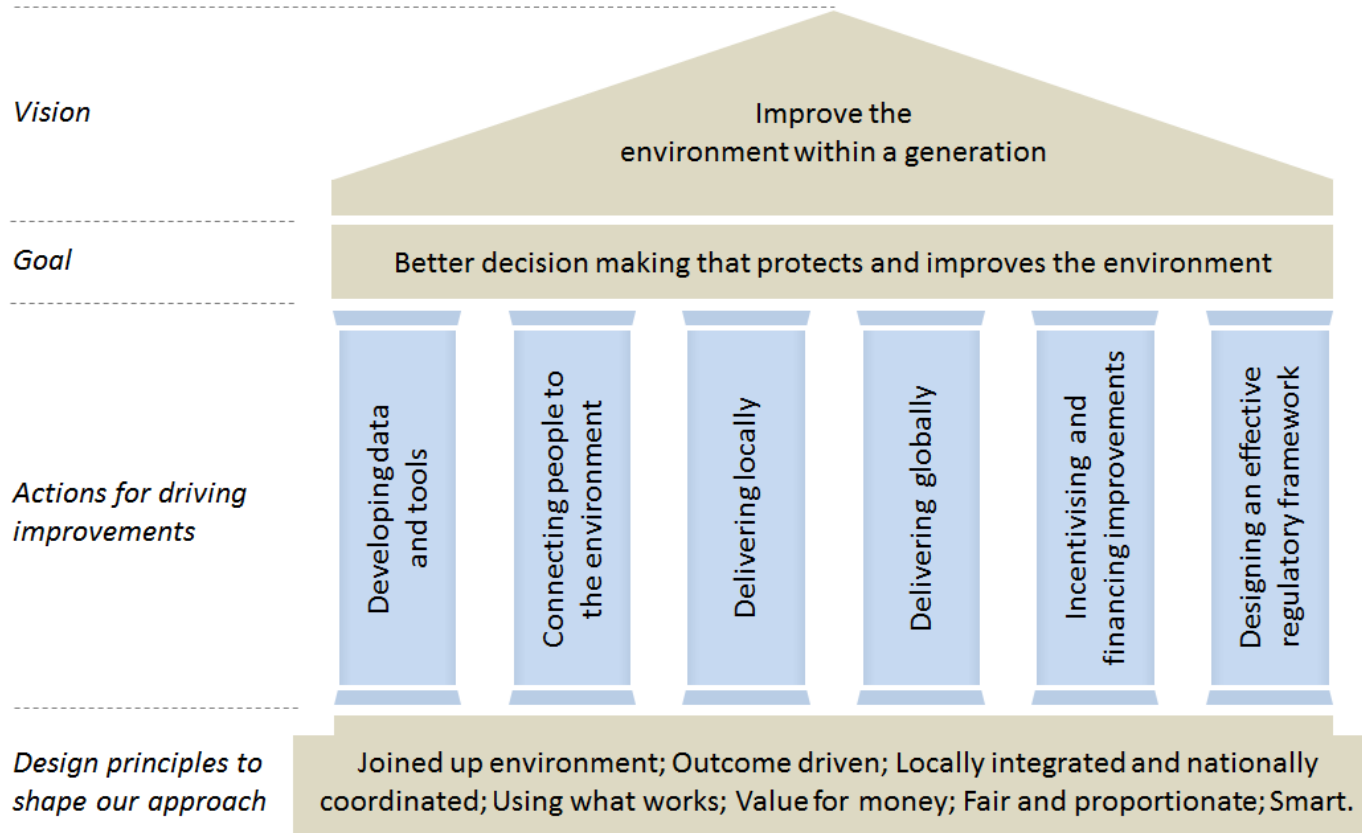 Vision
Improve the
environment within a generation
Goal
Better decision making that protects and improves the environment
Actions for driving
improvements
Developing data
and tools
Connecting people to
the environment
Delivering locally
Delivering globally
Incentivising and
financing improvements
Designing an effective
regulatory framework
Design principles to
shape our approach
Joined up environment; Outcome driven; Locally integrated and nationally
coordinated; Using what works; Value for money; Fair and proportionate; Smart.